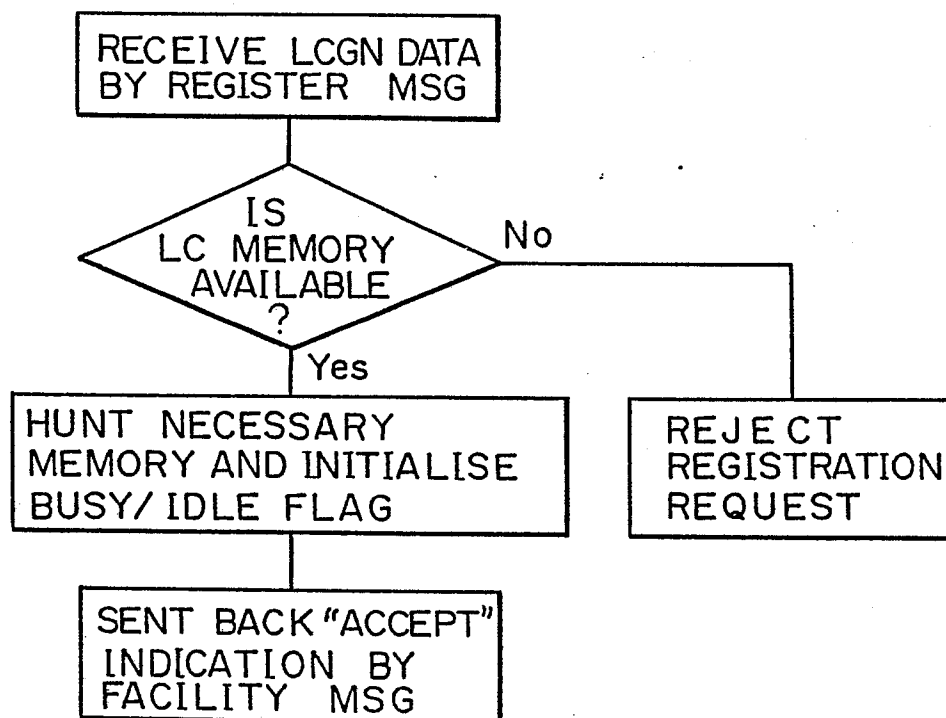 RECEIVE LCGN DATA
BY REGISTER MSG
IS
LC MEMORY
AVAILABLE
?
No
Yes
HUNT NECESSARY
MEMORY AND INITIALISE
BUSY/IDLE FLAG
REJECT
REGISTRATION
REQUEST
SENT BACK "ACCEPT"
INDICATION BY
FACILITY MSG